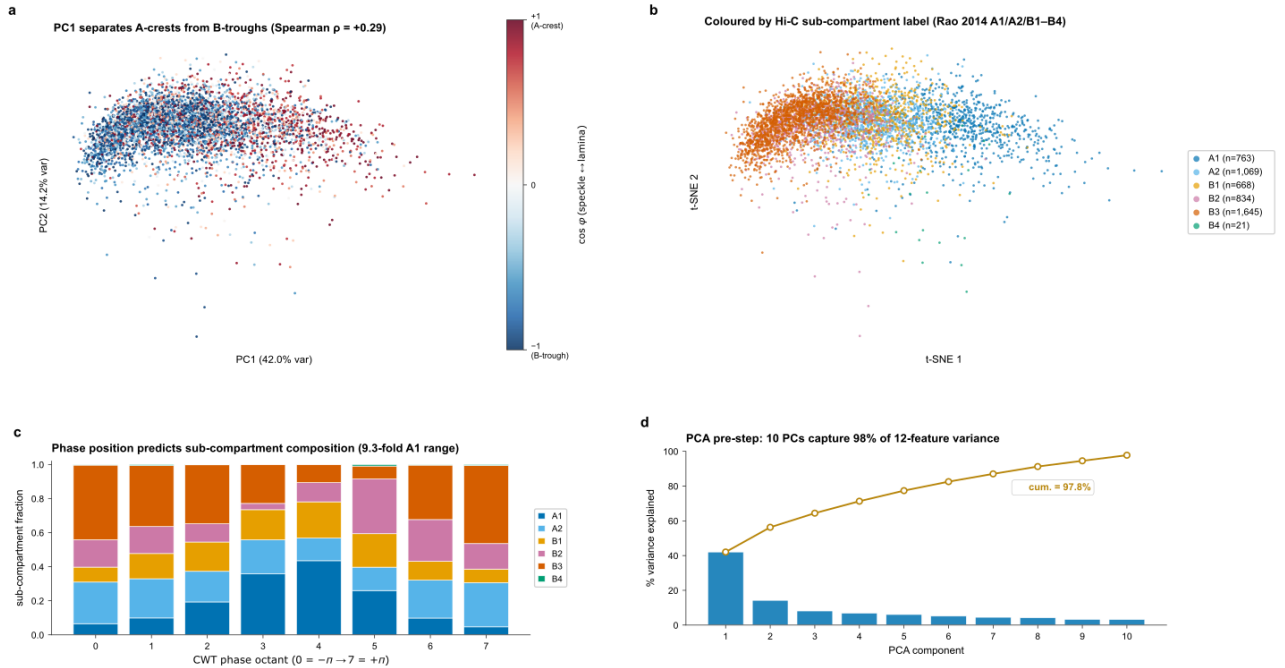 a
PC1 separates A-crests from B-troughs (Spearman ρ = +0.29)
PC2 (14.2% var)
PC1 (42.0% var)
+1
(A-crest)
0
−1
(B-trough)
cos φ (speckle ↔ lamina)
b
Coloured by Hi-C sub-compartment label (Rao 2014 A1/A2/B1–B4)
t-SNE 2
t-SNE 1
A1 (n=763)
A2 (n=1,069)
B1 (n=668)
B2 (n=834)
B3 (n=1,645)
B4 (n=21)
c
Phase position predicts sub-compartment composition (9.3-fold A1 range)
sub-compartment fraction
1.0
0.8
0.6
0.4
0.2
0.0
0 1 2 3 4 5 6 7
CWT phase octant (0 = −π → 7 = +π)
A1
A2
B1
B2
B3
B4
d
PCA pre-step: 10 PCs capture 98% of 12-feature variance
% variance explained
100
80
60
40
20
0
cum. = 97.8%
1 2 3 4 5 6 7 8 9 10
PCA component